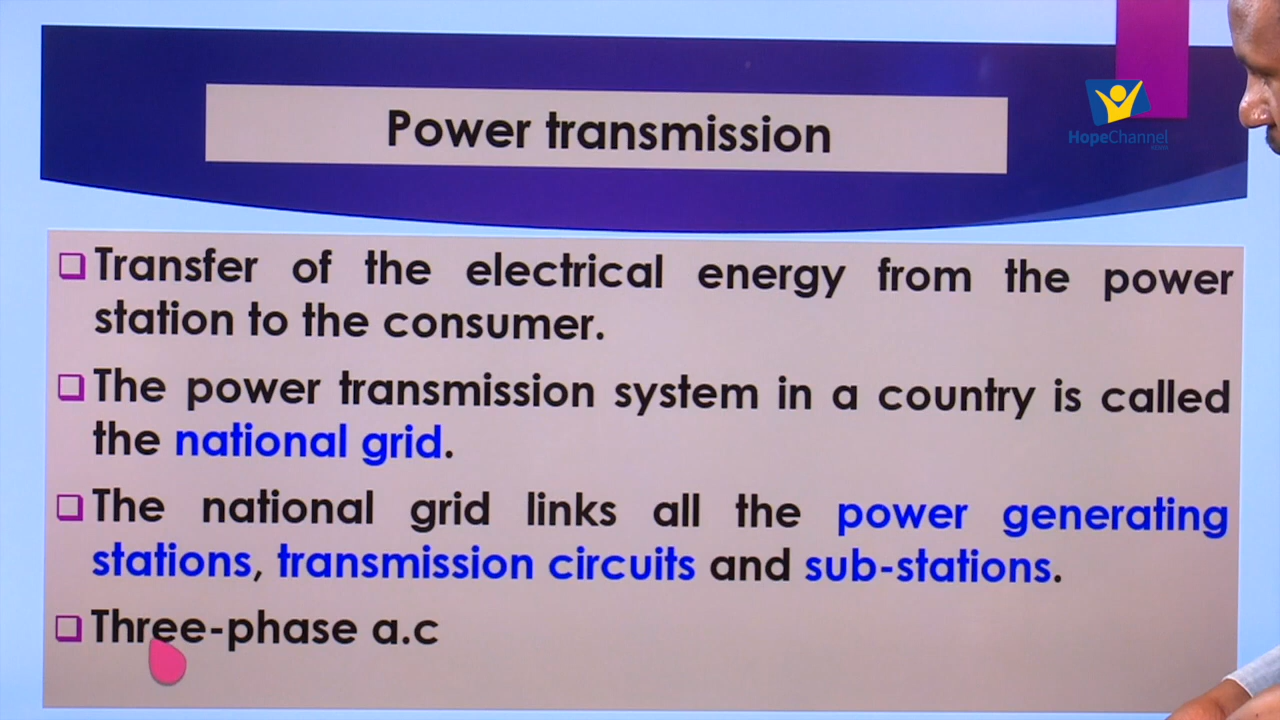 Power transmission
HopeChannel
Transfer of the electrical energy from the power
station to the consumer.
The power transmission system in a country is called
the national grid.
The national grid links all the power generating
stations, transmission circuits and sub-stations.
Three-phase a.c